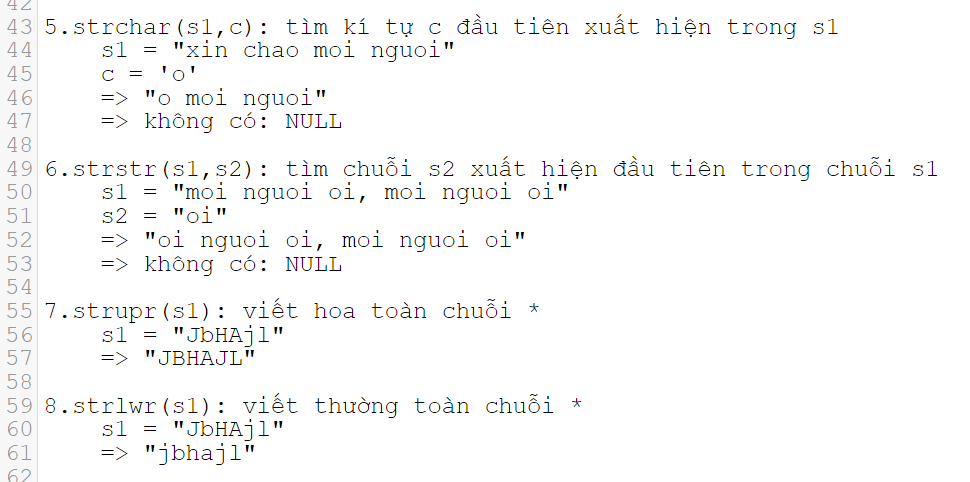 42
43 5.strchar(s1,c): tìm kí tự c đầu tiên xuất hiện trong s1
44 s1 = "xin chao moi nguoi"
45 c = 'o'
46 => "o moi nguoi"
47 => không có: NULL
48
49 6.strstr(s1,s2): tìm chuỗi s2 xuất hiện đầu tiên trong chuỗi s1
50 s1 = "moi nguoi oi, moi nguoi oi"
51 s2 = "oi"
52 => "oi nguoi oi, moi nguoi oi"
53 => không có: NULL
54
55 7.strupr(s1): viết hoa toàn chuỗi *
56 s1 = "JbHAjl"
57 => "JBHAJL"
58
59 8.strlwr(s1): viết thường toàn chuỗi *
60 s1 = "JbHAjl"
61 => "jbhajl"
62